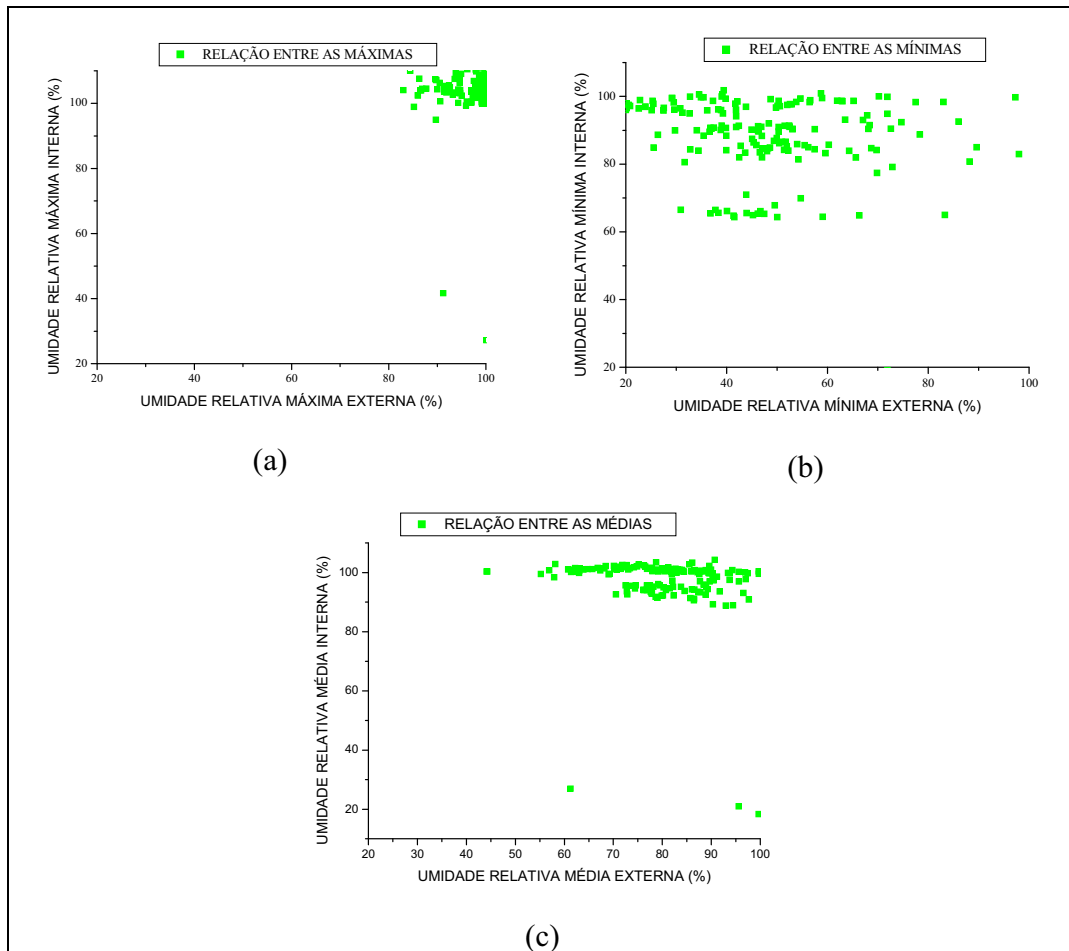 RELAÇÃO ENTRE AS MÁXIMAS
UMIDADE RELATIVA MÁXIMA INTERNA (%)
100
80
60
40
20
20 40 60 80 100
UMIDADE RELATIVA MÁXIMA EXTERNA (%)
(a)
RELAÇÃO ENTRE AS MÍNIMAS
UMIDADE RELATIVA MÍNIMA INTERNA (%)
100
80
60
40
20
20 40 60 80 100
UMIDADE RELATIVA MÍNIMA EXTERNA (%)
(b)
RELAÇÃO ENTRE AS MÉDIAS
UMIDADE RELATIVA MÉDIA INTERNA (%)
100
80
60
40
20
20 30 40 50 60 70 80 90 100
UMIDADE RELATIVA MÉDIA EXTERNA (%)
(c)